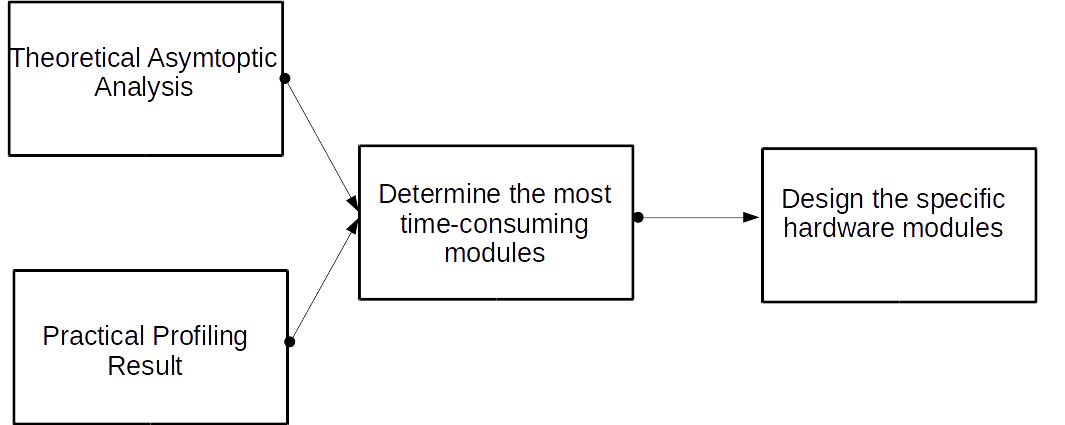 Theoretical Asymtoptic
Analysis
Determine the most
time-consuming
modules
Design the specific
hardware modules
Practical Profiling
Result